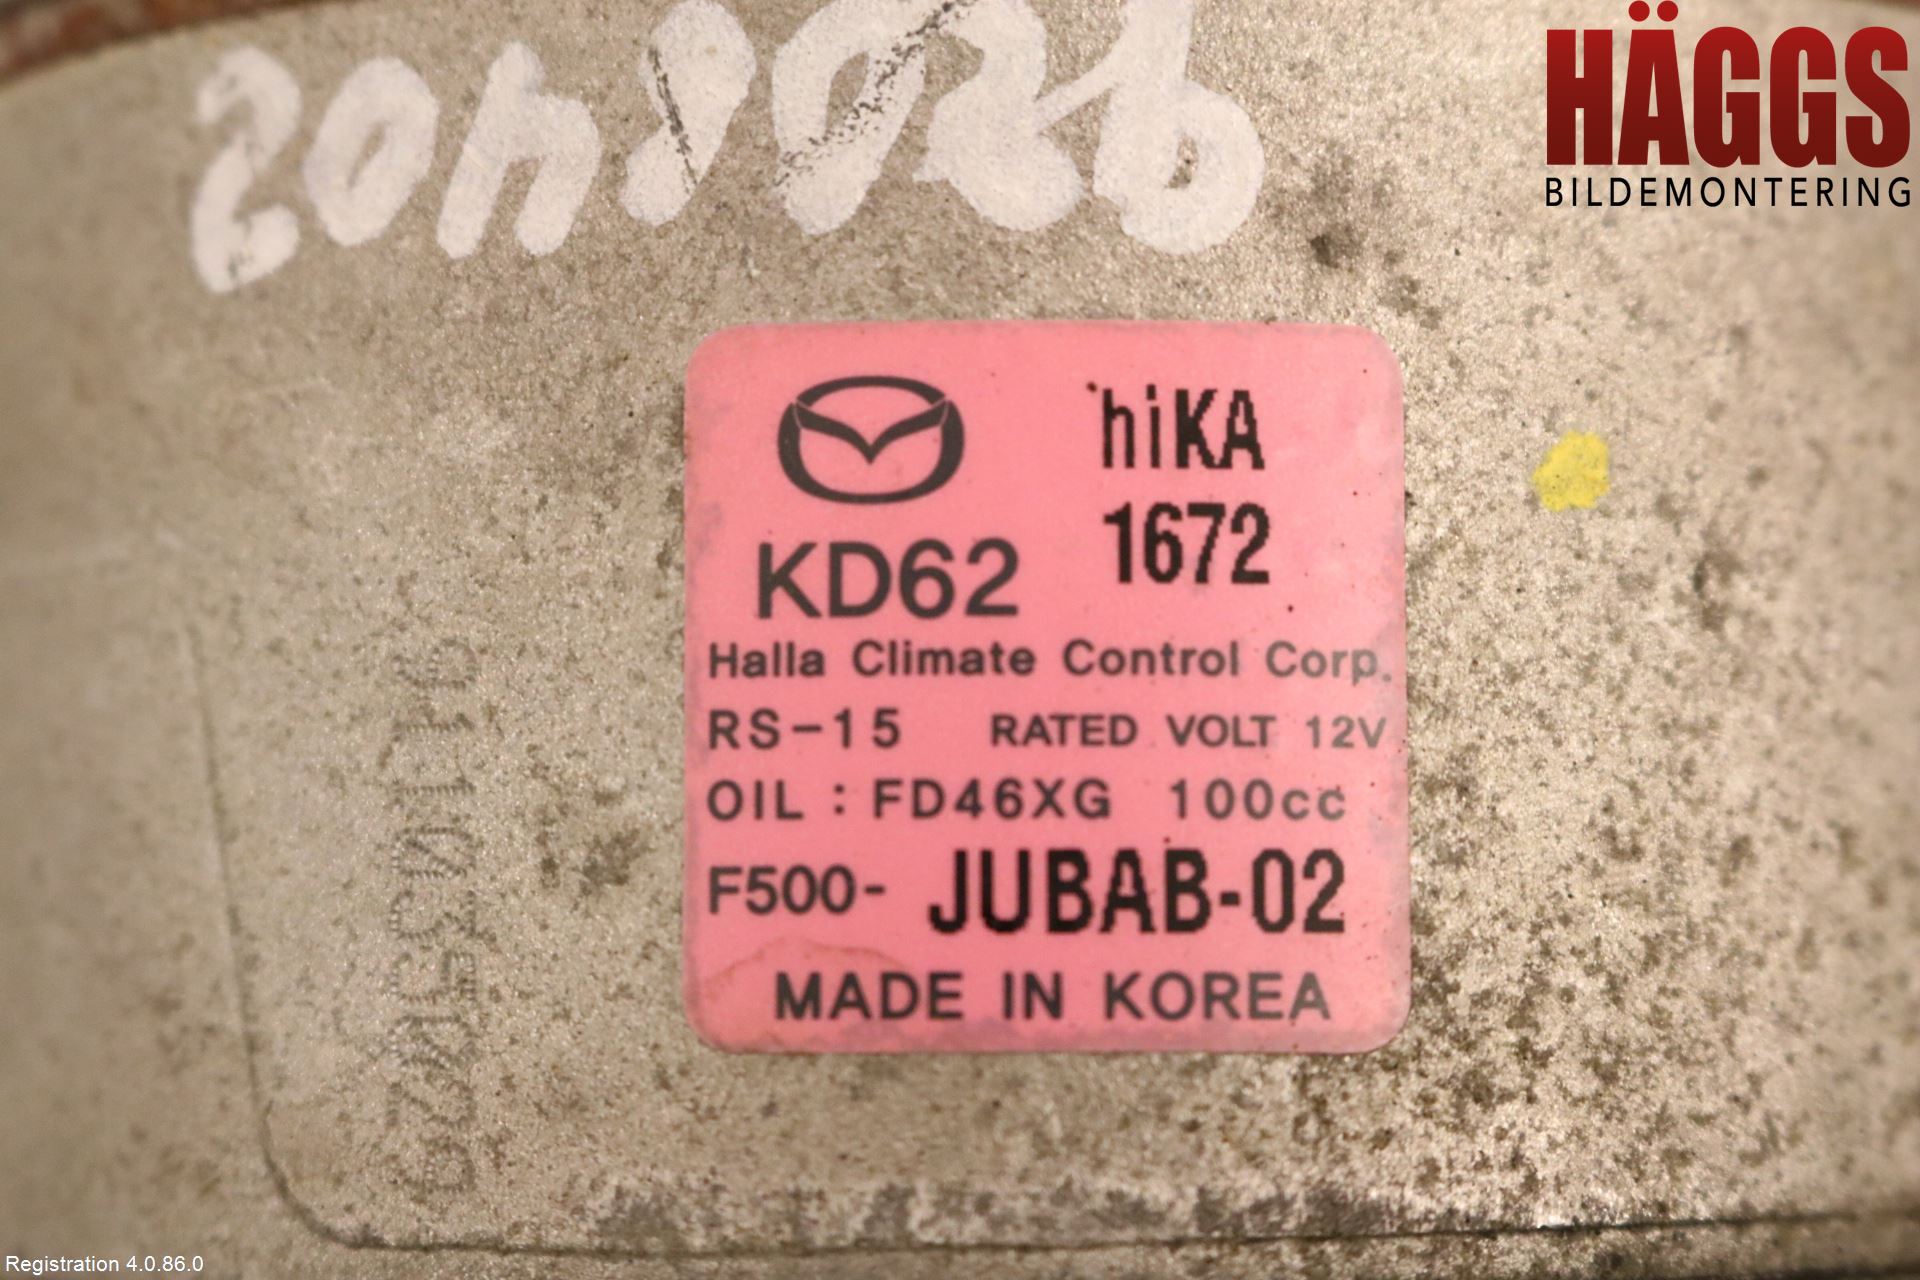 HÄGGS
BILDEMONTERING
hiKA
1672
KD62
Halla Climate Control Corp.
RS-15 RATED VOLT 12V
OIL : FD46XG 100cc
F500- JUBAB-02
MADE IN KOREA
Registration 4.0.86.0